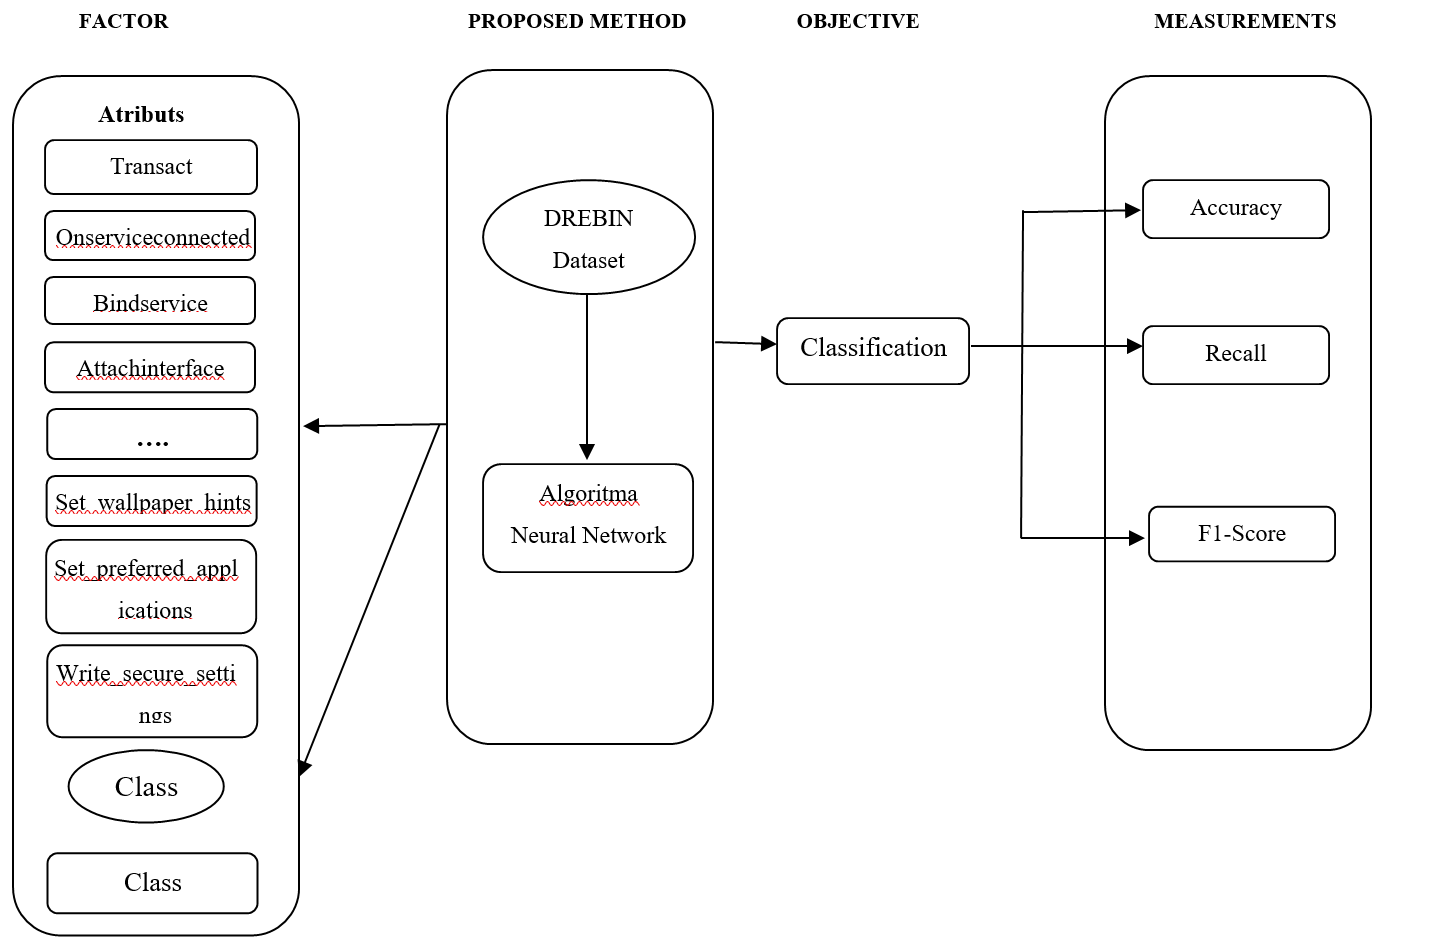 FACTOR
PROPOSED METHOD
OBJECTIVE
MEASUREMENTS
Atributs
Transact
Onserviceconnected
Bindservice
Attachinterface
....
Set_wallpaper_hints
Set_preferred_appl
ications
Write_secure_setti
ngs
Class
Class
DREBIN
Dataset
Algoritma
Neural Network
Classification
Accuracy
Recall
F1-Score